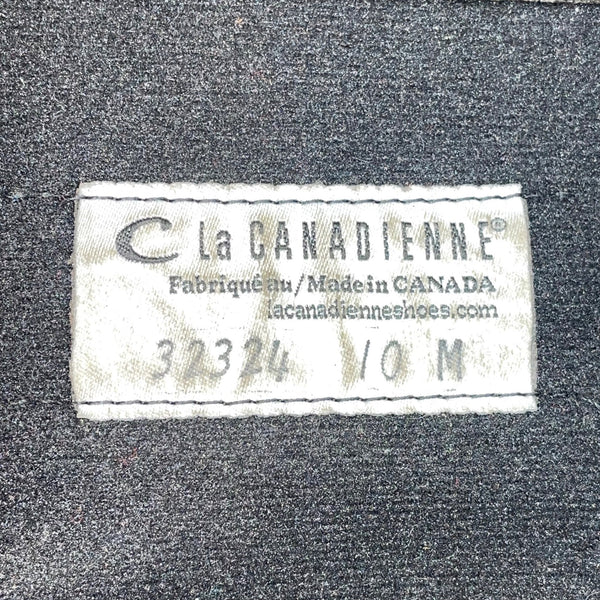 C La CANADIENNE®
Fabriqué au/Made in CANADA
lacanadienneshoes.com
32324 10 M